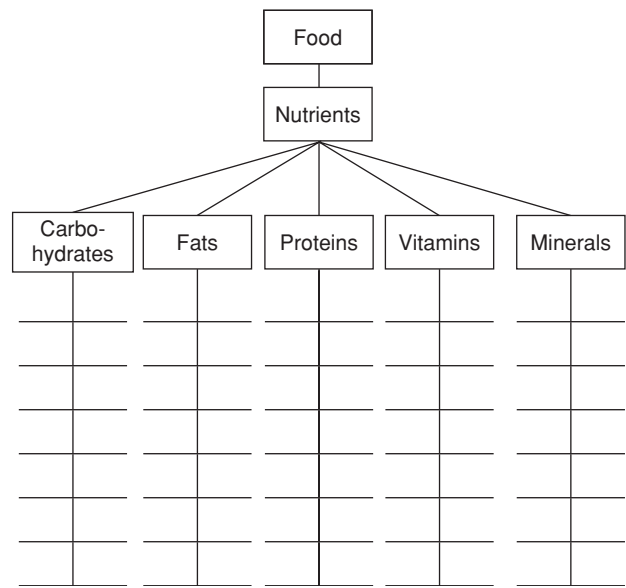 Food
Nutrients
Carbo-
hydrates
Fats
Proteins
Vitamins
Minerals